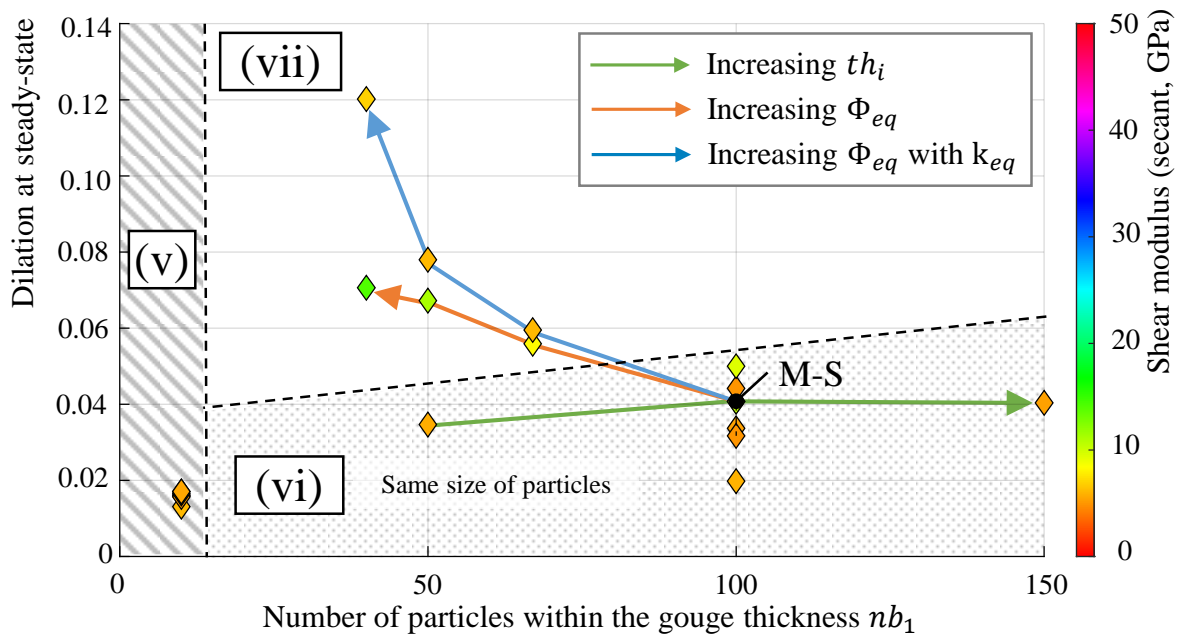 0.14
0.12
0.10
0.08
0.06
0.04
0.02
0
Dilation at steady-state
(vii)
(v)
(vi)
Increasing th_i
Increasing Φ_eq
Increasing Φ_eq with k_eq
M-S
Same size of particles
0 50 100 150
Number of particles within the gouge thickness nb_1
50
40
30
20
10
0
Shear modulus (secant, GPa)